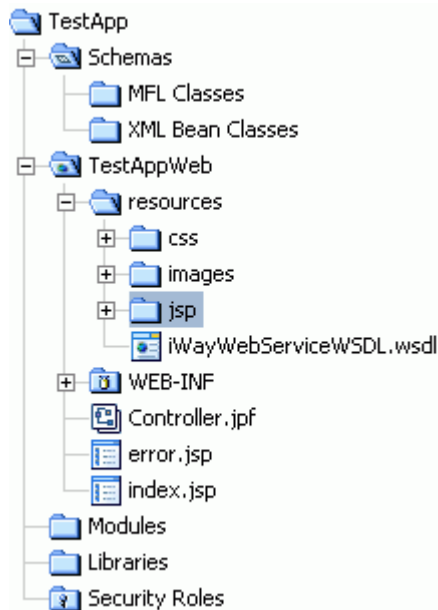 TestApp
Schemas
MFL Classes
XML Bean Classes
TestAppWeb
resources
css
images
jsp
iWayWebServiceWSDL.wsdl
WEB-INF
Controller.jpf
error.jsp
index.jsp
Modules
Libraries
Security Roles